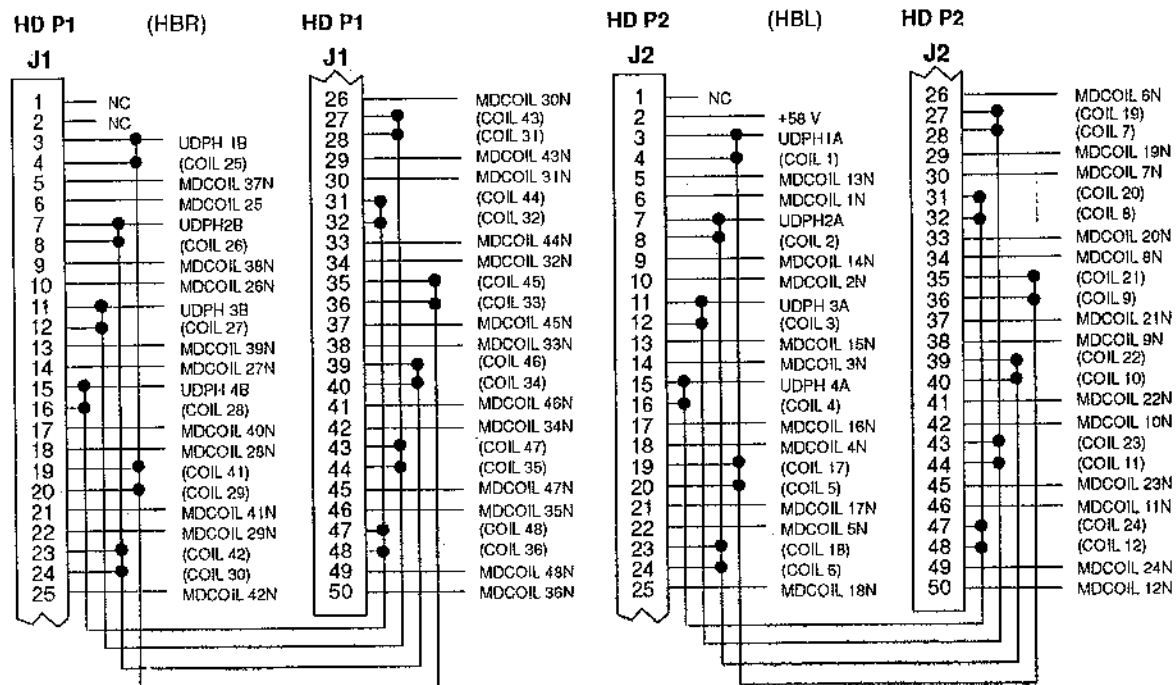 HD P1 (HBR) HD P1
J1 J1
1 NC
2 NC
3 UDPH 1B
4 (COIL 25)
5 MDCOIL 37N
6 MDCOIL 25
7 UDPH2B
8 (COIL 26)
9 MDCOIL 38N
10 MDCOIL 26N
11 UDPH 3B
12 (COIL 27)
13 MDCOIL 39N
14 MDCOIL 27N
15 UDPH 4B
16 (COIL 28)
17 MDCOIL 40N
18 MDCOIL 28N
19 (COIL 41)
20 (COIL 29)
21 MDCOIL 41N
22 MDCOIL 29N
23 (COIL 42)
24 (COIL 30)
25 MDCOIL 42N
26 MDCOIL 30N
27 (COIL 43)
28 (COIL 31)
29 MDCOIL 43N
30 MDCOIL 31N
31 (COIL 44)
32 (COIL 32)
33 MDCOIL 44N
34 MDCOIL 32N
35 (COIL 45)
36 (COIL 33)
37 MDCOIL 45N
38 MDCOIL 33N
39 (COIL 46)
40 (COIL 34)
41 MDCOIL 46N
42 MDCOIL 34N
43 (COIL 47)
44 (COIL 35)
45 MDCOIL 47N
46 MDCOIL 35N
47 (COIL 48)
48 (COIL 36)
49 MDCOIL 48N
50 MDCOIL 36N
HD P2 (HBL) HD P2
J2 J2
1 NC
2 +58 V
3 UDPH1A
4 (COIL 1)
5 MDCOIL 13N
6 MDCOIL 1N
7 UDPH2A
8 (COIL 2)
9 MDCOIL 14N
10 MDCOIL 2N
11 UDPH 3A
12 (COIL 3)
13 MDCOIL 15N
14 MDCOIL 3N
15 UDPH 4A
16 (COIL 4)
17 MDCOIL 16N
18 MDCOIL 4N
19 (COIL 17)
20 (COIL 5)
21 MDCOIL 17N
22 MDCOIL 5N
23 (COIL 18)
24 (COIL 6)
25 MDCOIL 18N
26 MDCOIL 6N
27 (COIL 19)
28 (COIL 7)
29 MDCOIL 19N
30 MDCOIL 7N
31 (COIL 20)
32 (COIL 8)
33 MDCOIL 20N
34 MDCOIL 8N
35 (COIL 21)
36 (COIL 9)
37 MDCOIL 21N
38 MDCOIL 9N
39 (COIL 22)
40 (COIL 10)
41 MDCOIL 22N
42 MDCOIL 10N
43 (COIL 23)
44 (COIL 11)
45 MDCOIL 23N
46 MDCOIL 11N
47 (COIL 24)
48 (COIL 12)
49 MDCOIL 24N
50 MDCOIL 12N